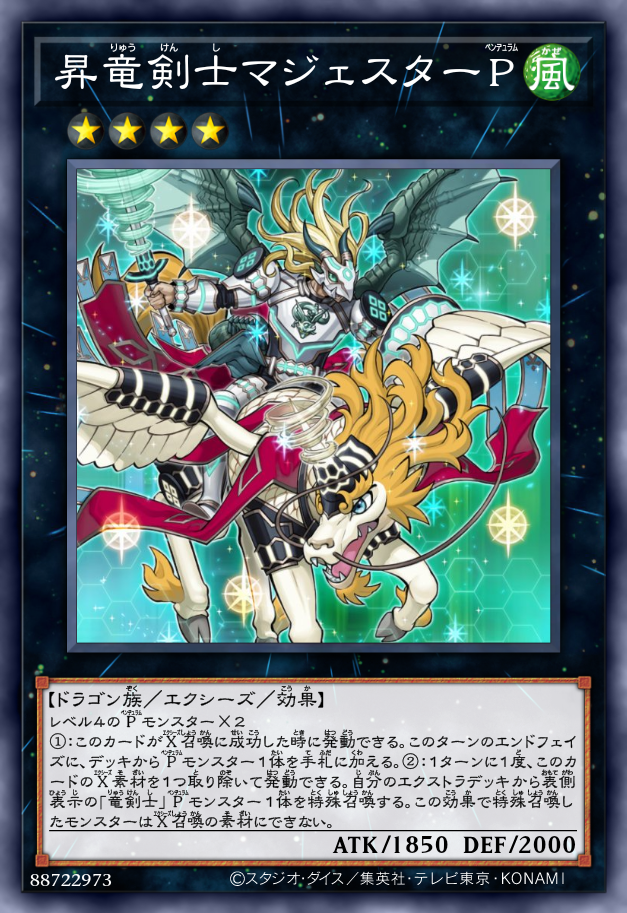 昇竜剣士マジェスターP
風
【ドラゴン族／エクシーズ／効果】
レベル４のPモンスター×２
①：このカードがX召喚に成功した時に発動できる。このターンのエンドフェイ
ズに、デッキからPモンスター１体を手札に加える。②：１ターンに１度、このカ
ードのX素材を１つ取り除いて発動できる。自分のエクストラデッキから表側
表示の「竜剣士」Pモンスター１体を特殊召喚する。この効果で特殊召喚し
たモンスターはX召喚の素材にできない。
ATK/1850 DEF/2000
88722973
©スタジオ・ダイス／集英社・テレビ東京・KONAMI